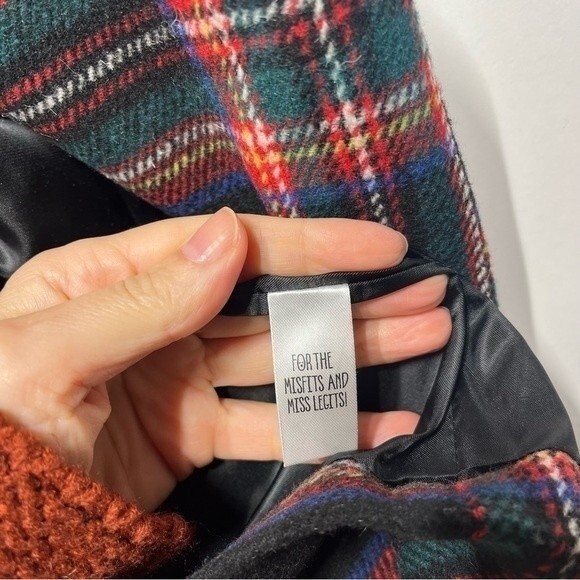 FOR THE
MISFITS AND
MISS LEGITS!